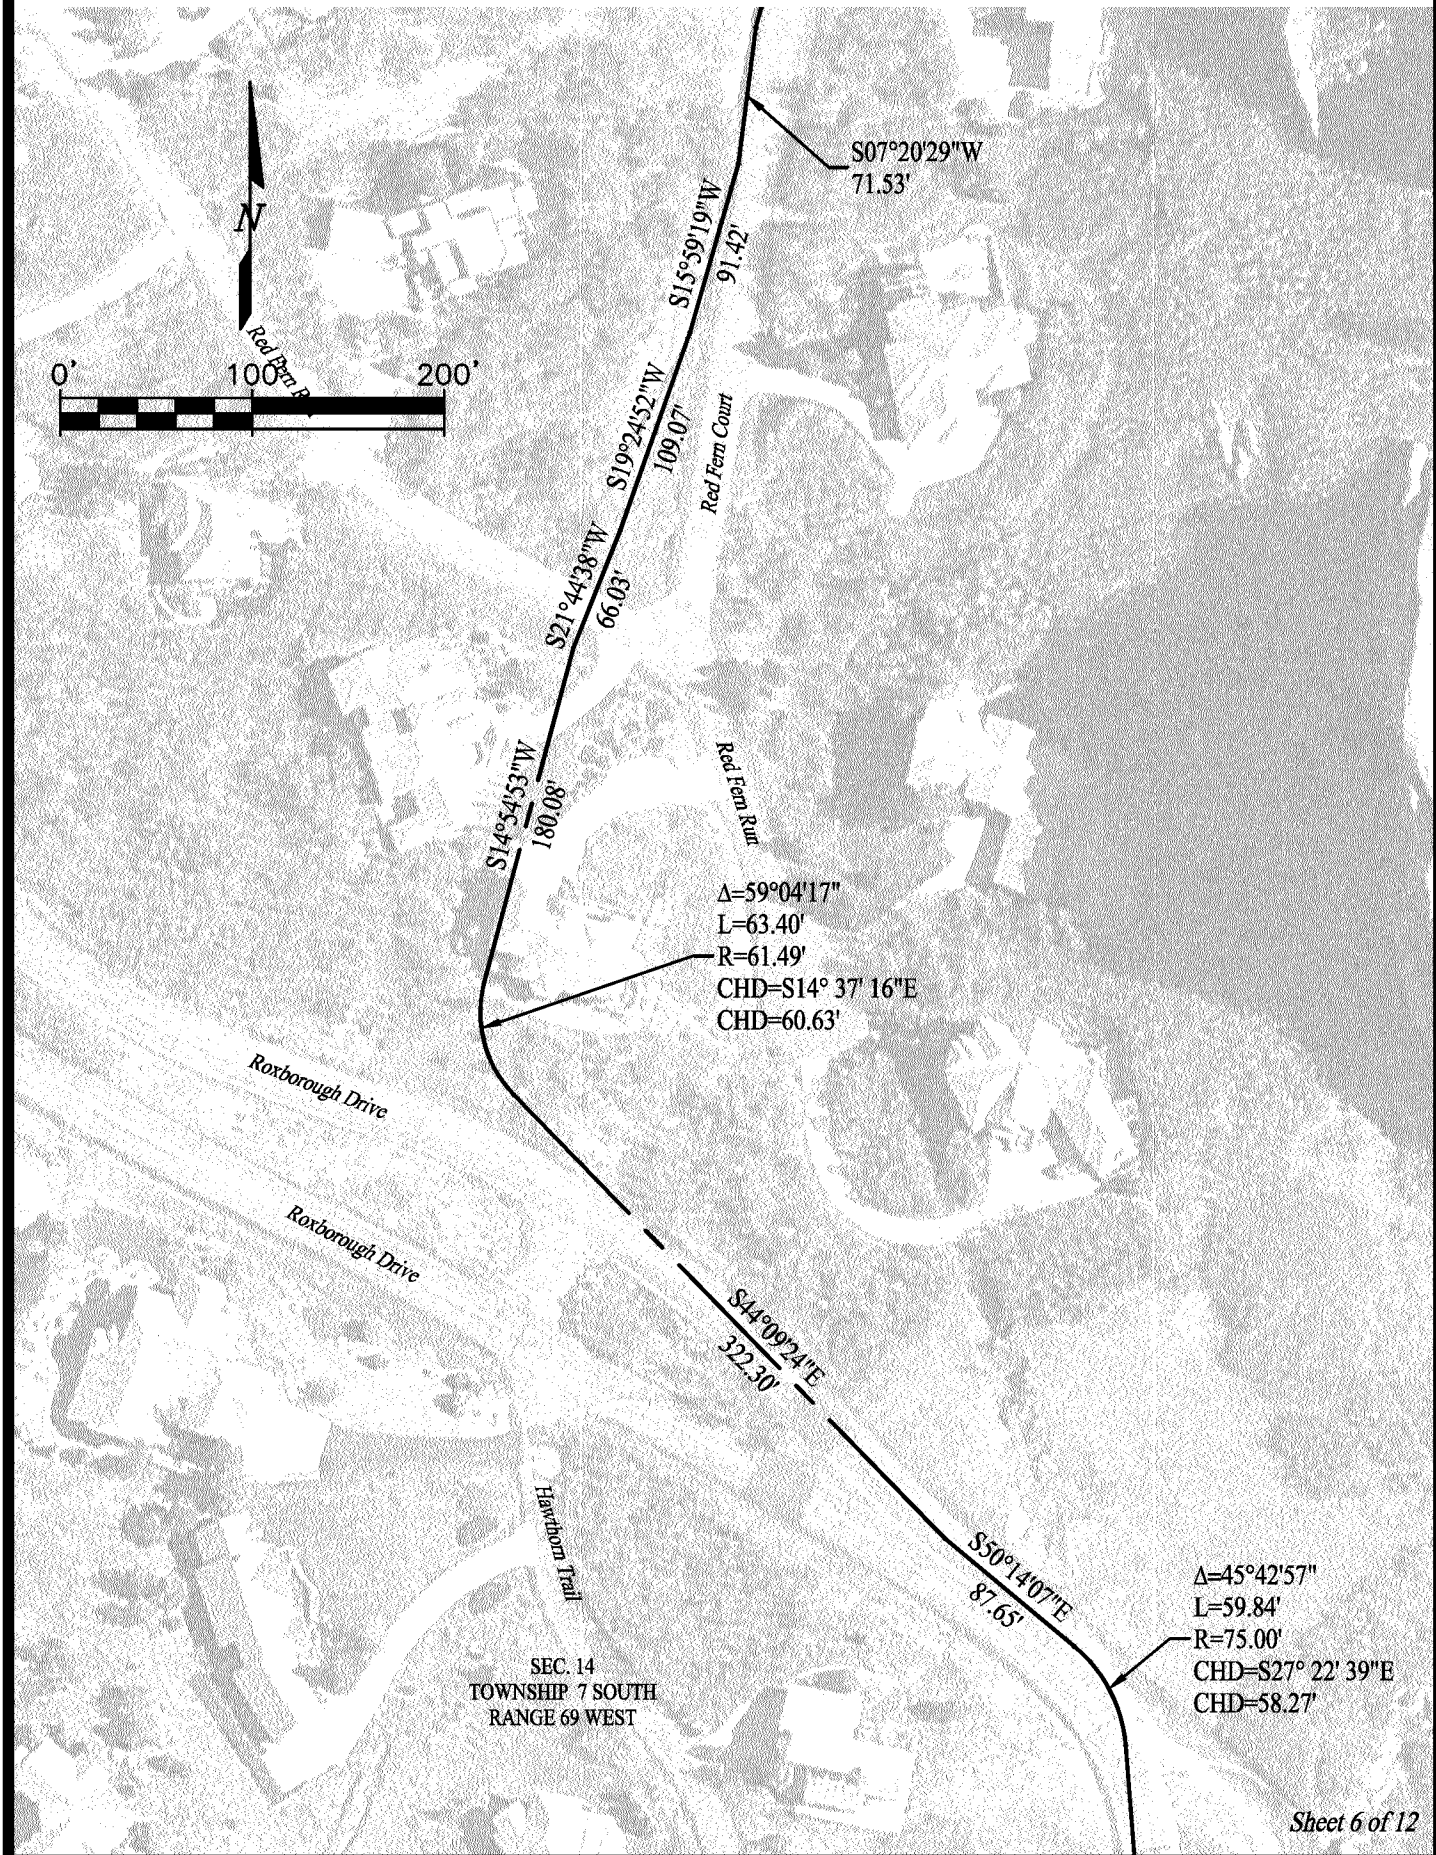 S07°20'29"W
71.53'
S15°59'19"W
91.42'
N
0'
100'
200'
S19°24'52"W
109.07'
Red Fern Court
S21°44'38"W
66.03'
Red Fern Run
S14°54'53"W
180.08'
Δ=59°04'17"
L=63.40'
R=61.49'
CHD=S14° 37' 16"E
CHD=60.63'
Roxborough Drive
Roxborough Drive
S44°09'24"E
322.30'
Hawthorn Trail
S50°14'07"E
87.65'
Δ=45°42'57"
L=59.84'
R=75.00'
CHD=S27° 22' 39"E
CHD=58.27'
SEC. 14
TOWNSHIP 7 SOUTH
RANGE 69 WEST
Sheet 6 of 12
Red Fern